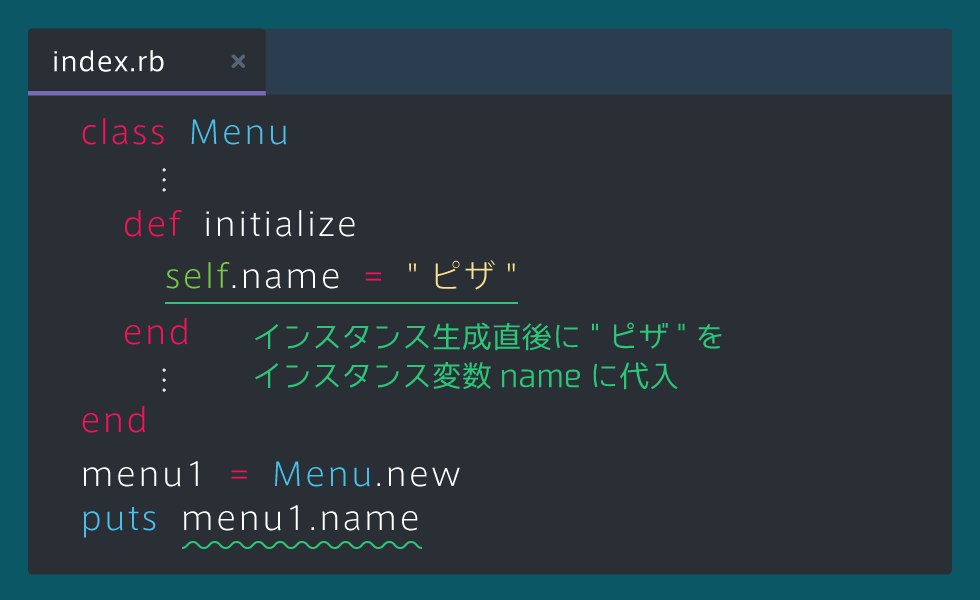 index.rb ×
class Menu
⋮
def initialize
self.name = "ピザ"
end
インスタンス生成直後に"ピザ"を
インスタンス変数 name に代入
⋮
end
menu1 = Menu.new
puts menu1.name